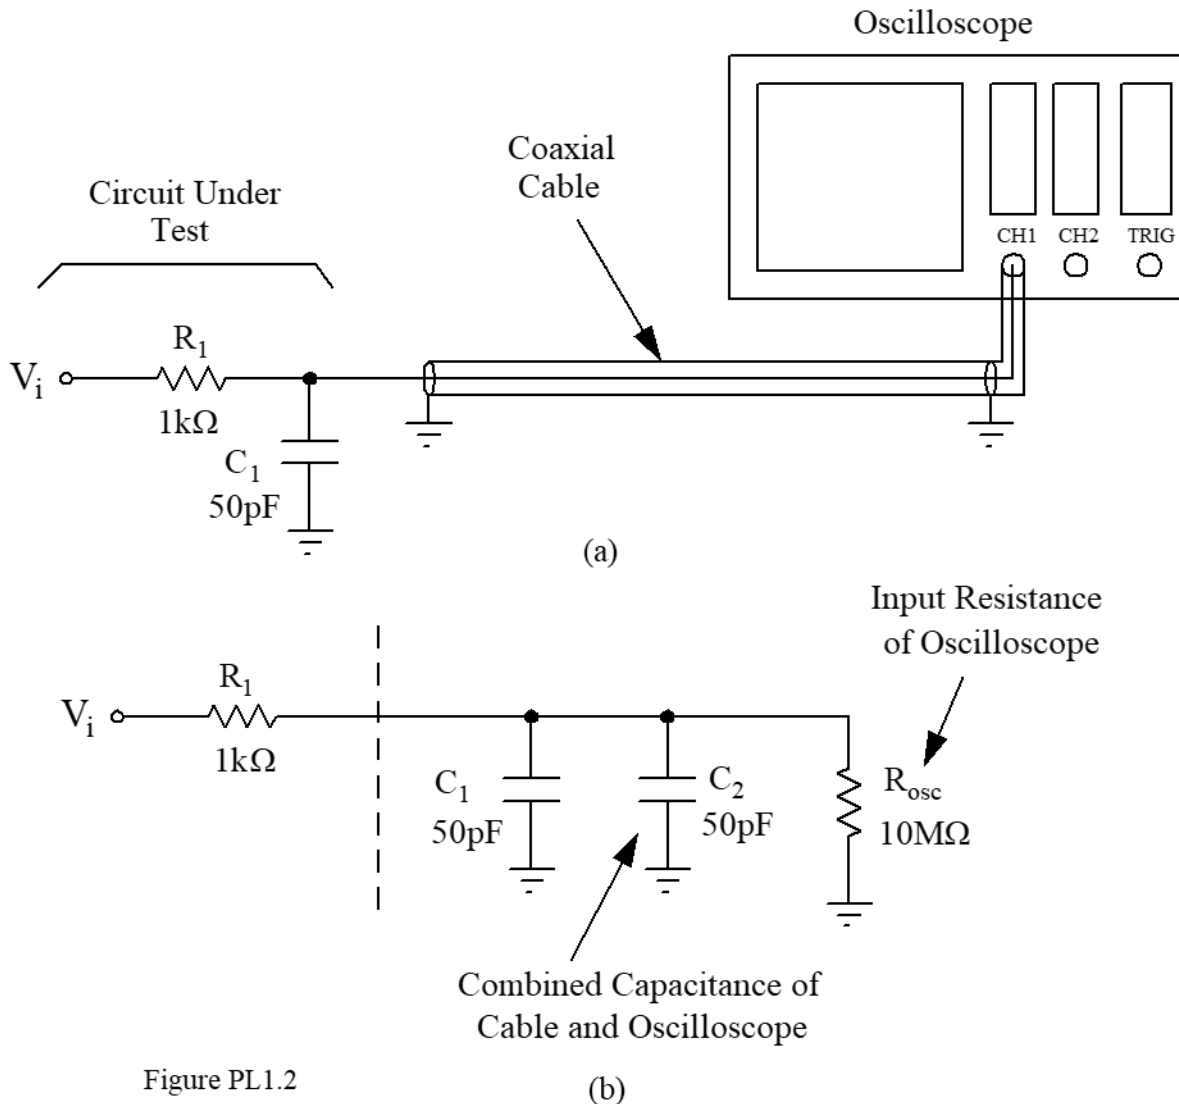 Oscilloscope
Coaxial
Cable
Circuit Under
Test
CH1 CH2 TRIG
R1
Vi
1kΩ
C1
50pF
(a)
Input Resistance
of Oscilloscope
R1
Vi
1kΩ
C1
50pF
C2
50pF
Rosc
10MΩ
Combined Capacitance of
Cable and Oscilloscope
Figure PL1.2
(b)